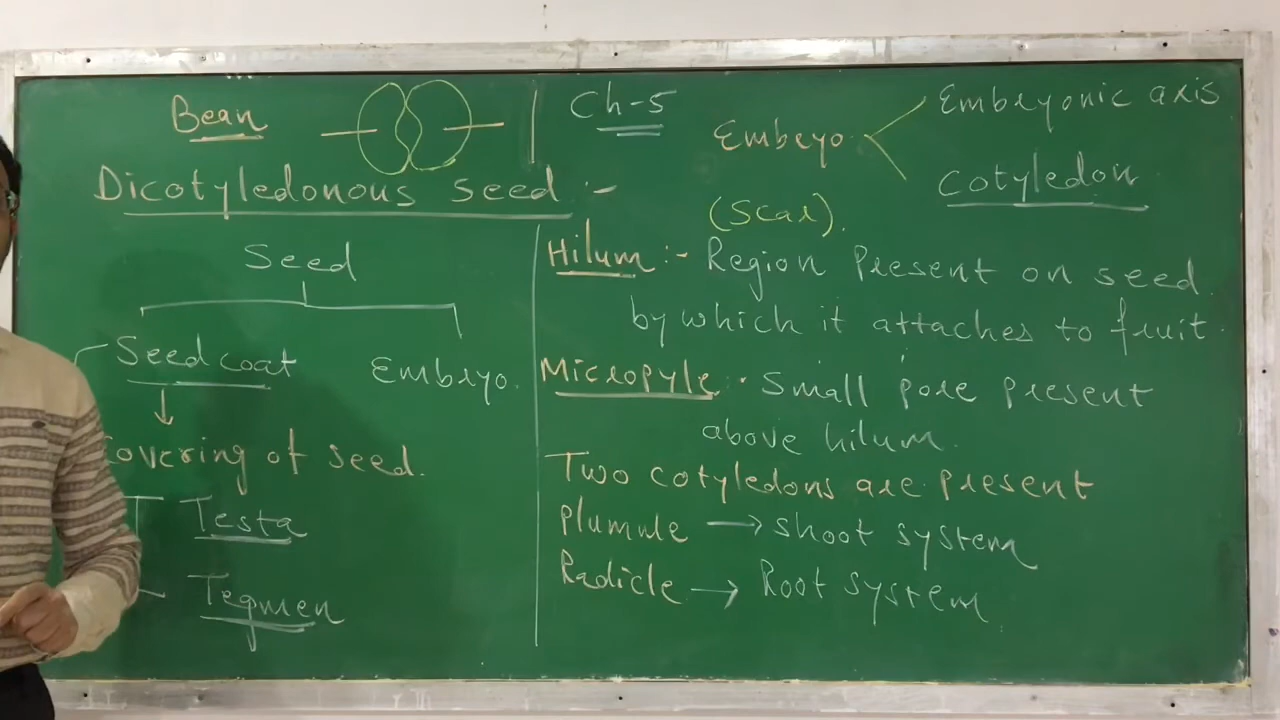 Bean
Ch-5
Embryo
Embryonic axis
Cotyledon
Dicotyledonous seed :-
Seed
Seed coat
Embryo.
Covering of seed.
Testa
Tegmen
(Scar).
Hilum :- Region Present on seed
by which it attaches to fruit.
Micropyle · Small pore present
above hilum.
Two cotyledons are present
Plumule → shoot system
Radicle → Root system